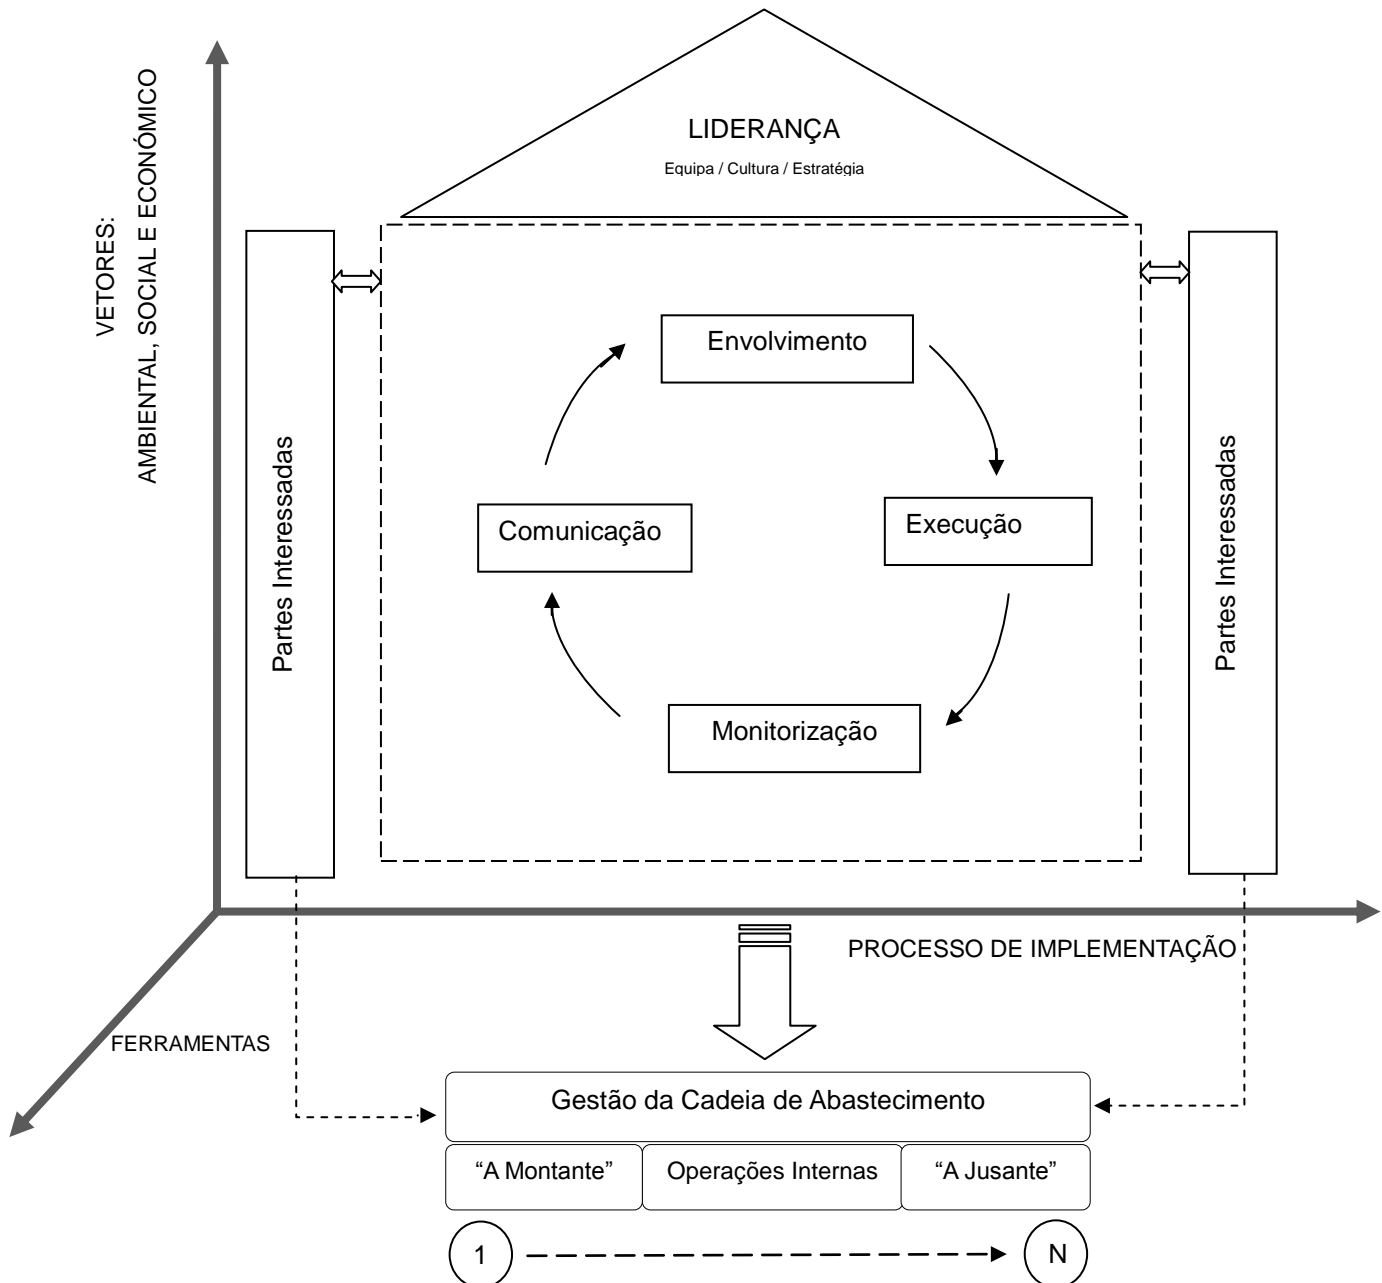 LIDERANÇA
Equipa / Cultura / Estratégia
VETORES:
AMBIENTAL, SOCIAL E ECONÓMICO
Partes Interessadas
Envolvimento
Comunicação
Execução
Monitorização
Partes Interessadas
PROCESSO DE IMPLEMENTAÇÃO
FERRAMENTAS
Gestão da Cadeia de Abastecimento
“A Montante”
Operações Internas
“A Jusante”
1
N